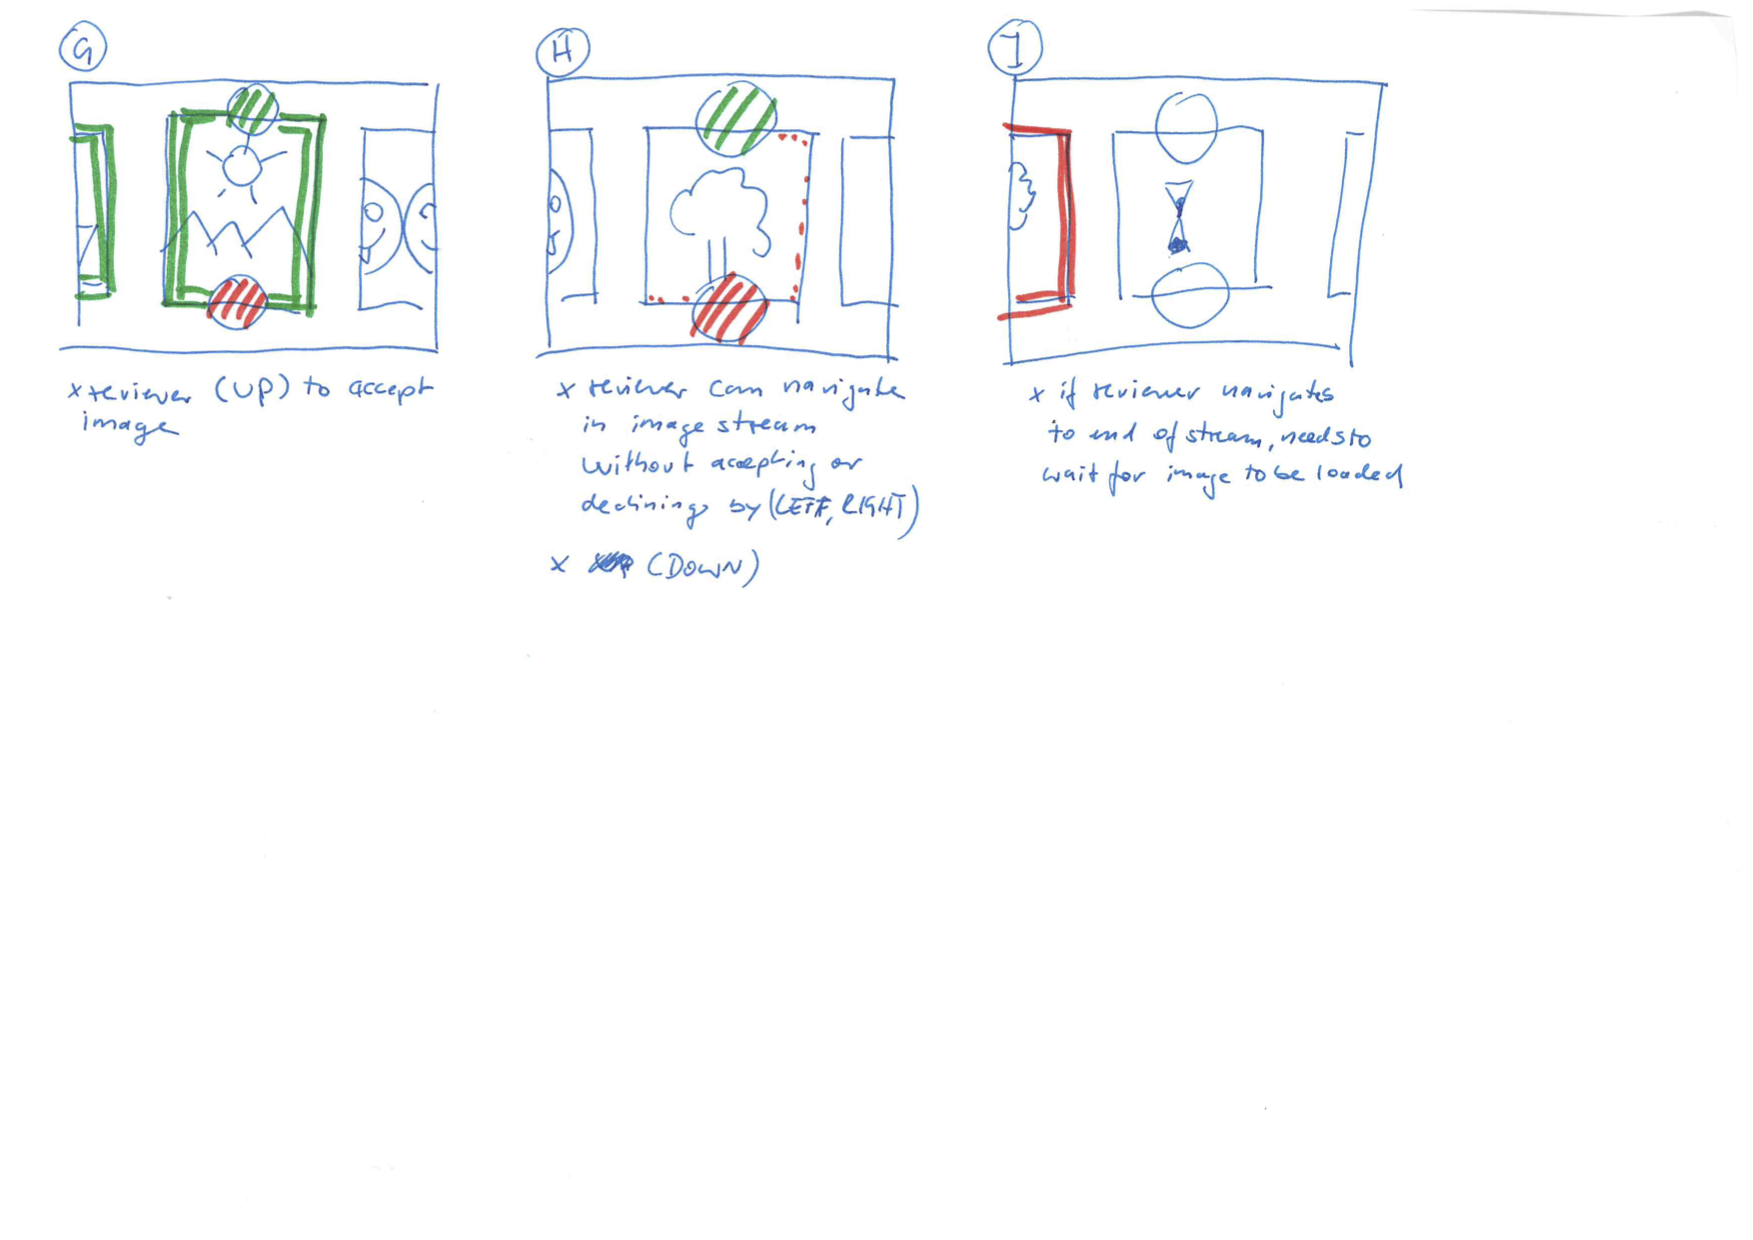 G
x reviewer (UP) to accept
image
H
x reviewer can navigate
in image stream
without accepting or
declining by (LEFT, RIGHT)
x (DOWN)
I
x if reviewer navigates
to end of stream, needs to
wait for image to be loaded